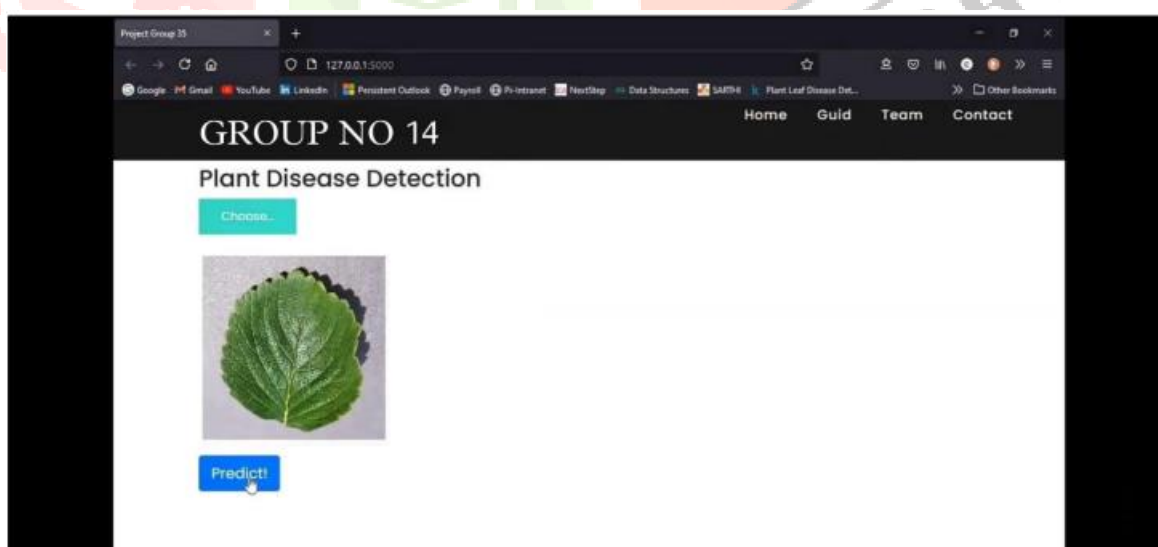 Project Group 35
127.0.0.1:5000
Google Gmail YouTube LinkedIn Persistent Outlook Payroll Pi-Intranet NextStep Data Structures SARTHI Plant Leaf Disease Det... Other Bookmarks
GROUP NO 14
Home Guid Team Contact
Plant Disease Detection
Choose...
Predict!